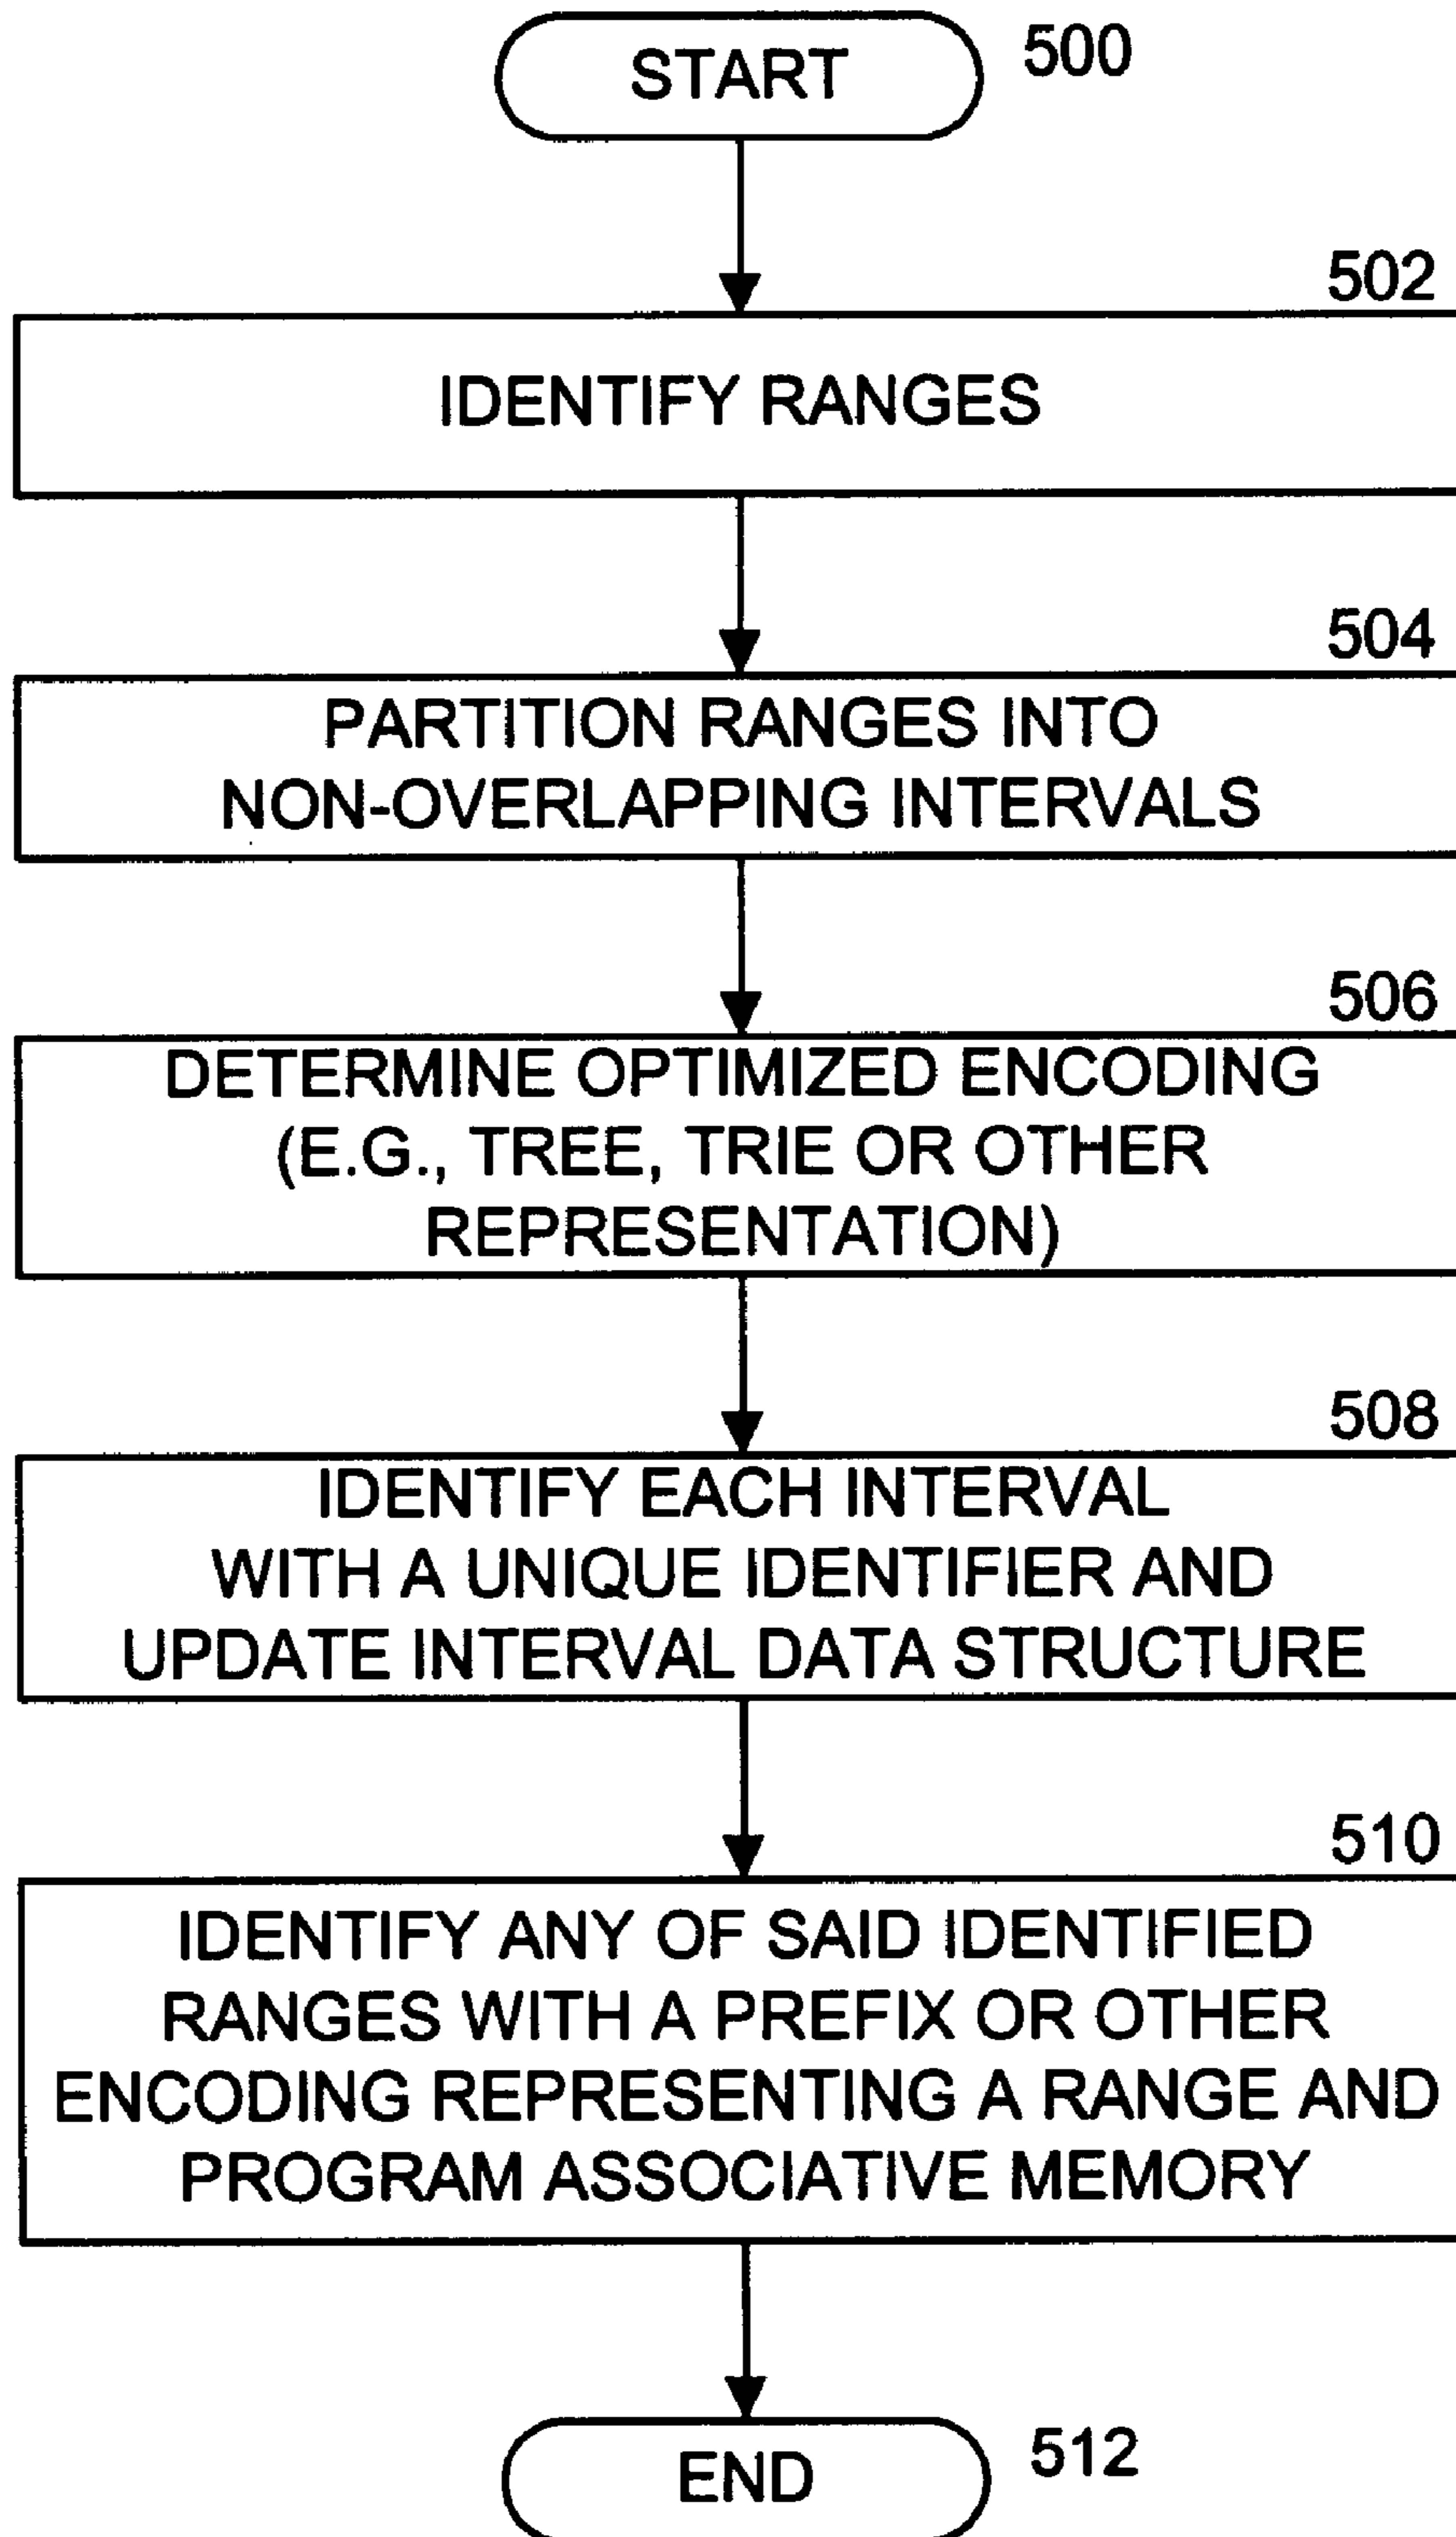 START
500
502
IDENTIFY RANGES
504
PARTITION RANGES INTO
NON-OVERLAPPING INTERVALS
506
DETERMINE OPTIMIZED ENCODING
(E.G., TREE, TRIE OR OTHER
REPRESENTATION)
508
IDENTIFY EACH INTERVAL
WITH A UNIQUE IDENTIFIER AND
UPDATE INTERVAL DATA STRUCTURE
510
IDENTIFY ANY OF SAID IDENTIFIED
RANGES WITH A PREFIX OR OTHER
ENCODING REPRESENTING A RANGE AND
PROGRAM ASSOCIATIVE MEMORY
END
512